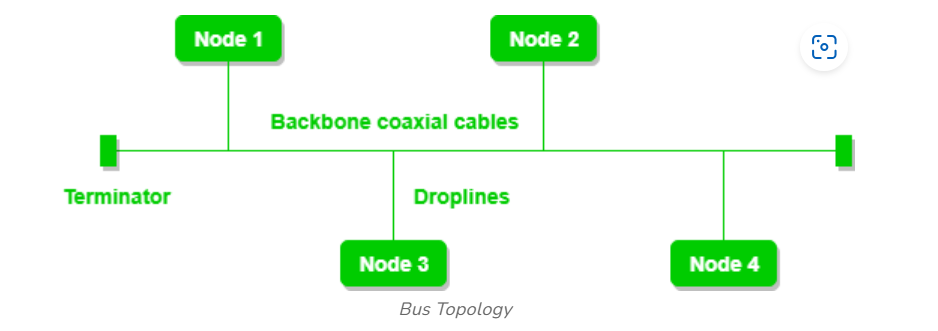 Node 1
Node 2
Backbone coaxial cables
Terminator
Droplines
Node 3
Node 4
Bus Topology